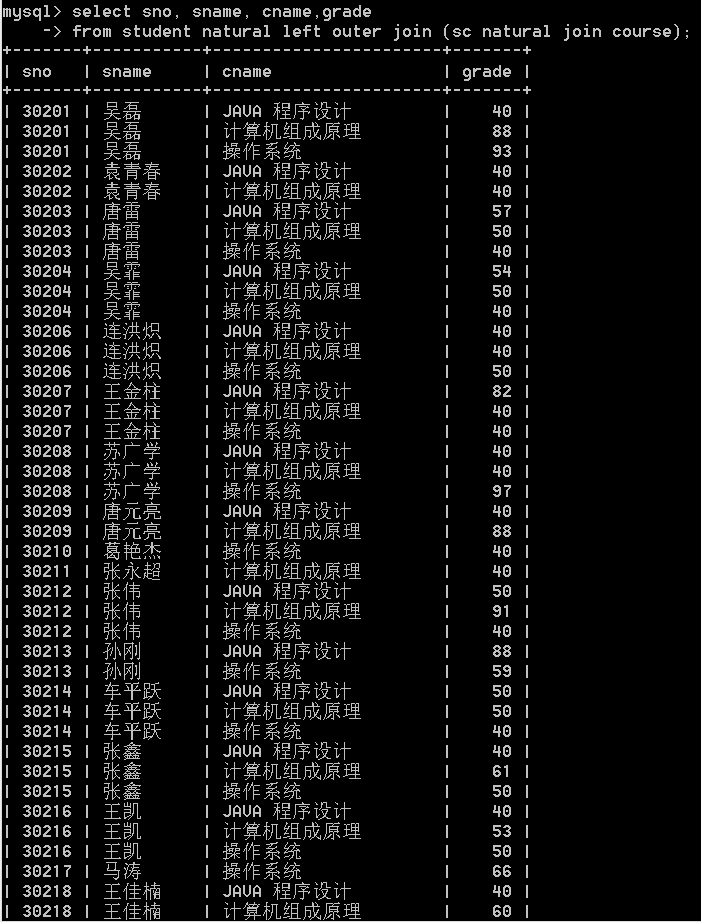 mysql> select sno, sname, cname,grade
    -> from student natural left outer join (sc natural join course);
+-------+-----------+------------------------+-------+
| sno | sname | cname | grade |
+-------+-----------+------------------------+-------+
| 30201 | 吴磊 | JAVA 程序设计 | 40 |
| 30201 | 吴磊 | 计算机组成原理 | 88 |
| 30201 | 吴磊 | 操作系统 | 93 |
| 30202 | 袁青春 | JAVA 程序设计 | 40 |
| 30202 | 袁青春 | 计算机组成原理 | 40 |
| 30203 | 唐雷 | JAVA 程序设计 | 57 |
| 30203 | 唐雷 | 计算机组成原理 | 50 |
| 30203 | 唐雷 | 操作系统 | 40 |
| 30204 | 吴霏 | JAVA 程序设计 | 54 |
| 30204 | 吴霏 | 计算机组成原理 | 50 |
| 30204 | 吴霏 | 操作系统 | 40 |
| 30206 | 连洪炽 | JAVA 程序设计 | 40 |
| 30206 | 连洪炽 | 计算机组成原理 | 40 |
| 30206 | 连洪炽 | 操作系统 | 50 |
| 30207 | 王金柱 | JAVA 程序设计 | 82 |
| 30207 | 王金柱 | 计算机组成原理 | 40 |
| 30207 | 王金柱 | 操作系统 | 40 |
| 30208 | 苏广学 | JAVA 程序设计 | 40 |
| 30208 | 苏广学 | 计算机组成原理 | 40 |
| 30208 | 苏广学 | 操作系统 | 97 |
| 30209 | 唐元亮 | JAVA 程序设计 | 40 |
| 30209 | 唐元亮 | 计算机组成原理 | 88 |
| 30210 | 葛艳杰 | 操作系统 | 40 |
| 30211 | 张永超 | 计算机组成原理 | 40 |
| 30212 | 张伟 | JAVA 程序设计 | 50 |
| 30212 | 张伟 | 计算机组成原理 | 91 |
| 30212 | 张伟 | 操作系统 | 40 |
| 30213 | 孙刚 | JAVA 程序设计 | 88 |
| 30213 | 孙刚 | 操作系统 | 59 |
| 30214 | 车平跃 | JAVA 程序设计 | 50 |
| 30214 | 车平跃 | 计算机组成原理 | 50 |
| 30214 | 车平跃 | 操作系统 | 40 |
| 30215 | 张鑫 | JAVA 程序设计 | 40 |
| 30215 | 张鑫 | 计算机组成原理 | 61 |
| 30215 | 张鑫 | 操作系统 | 50 |
| 30216 | 王凯 | JAVA 程序设计 | 40 |
| 30216 | 王凯 | 计算机组成原理 | 53 |
| 30216 | 王凯 | 操作系统 | 50 |
| 30217 | 马涛 | 操作系统 | 66 |
| 30218 | 王佳楠 | JAVA 程序设计 | 40 |
| 30218 | 王佳楠 | 计算机组成原理 | 60 |